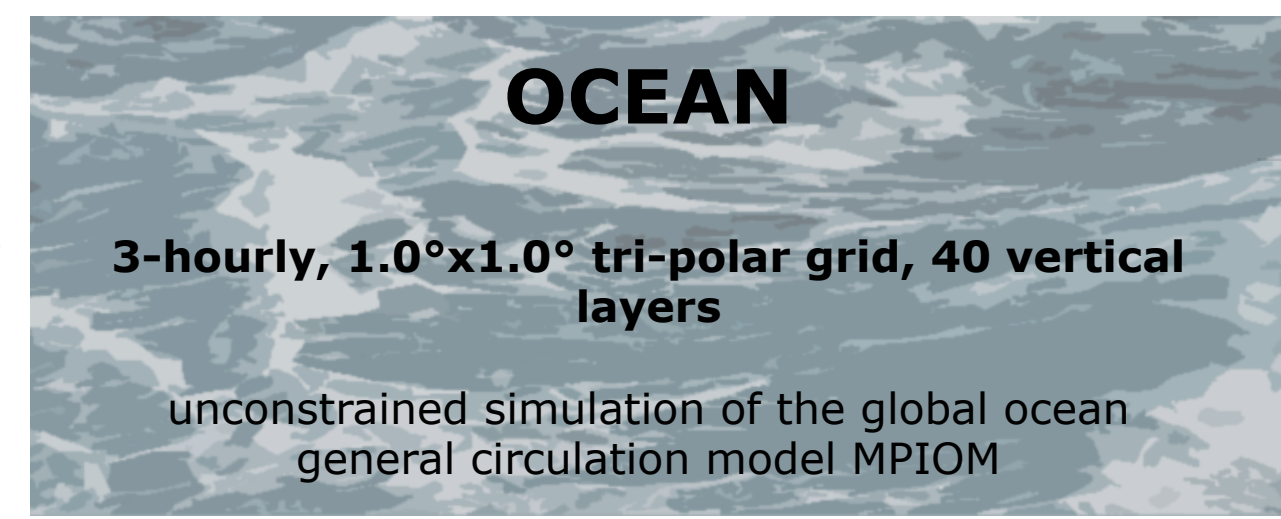 OCEAN
3-hourly, 1.0°x1.0° tri-polar grid, 40 vertical
layers
unconstrained simulation of the global ocean
general circulation model MPIOM